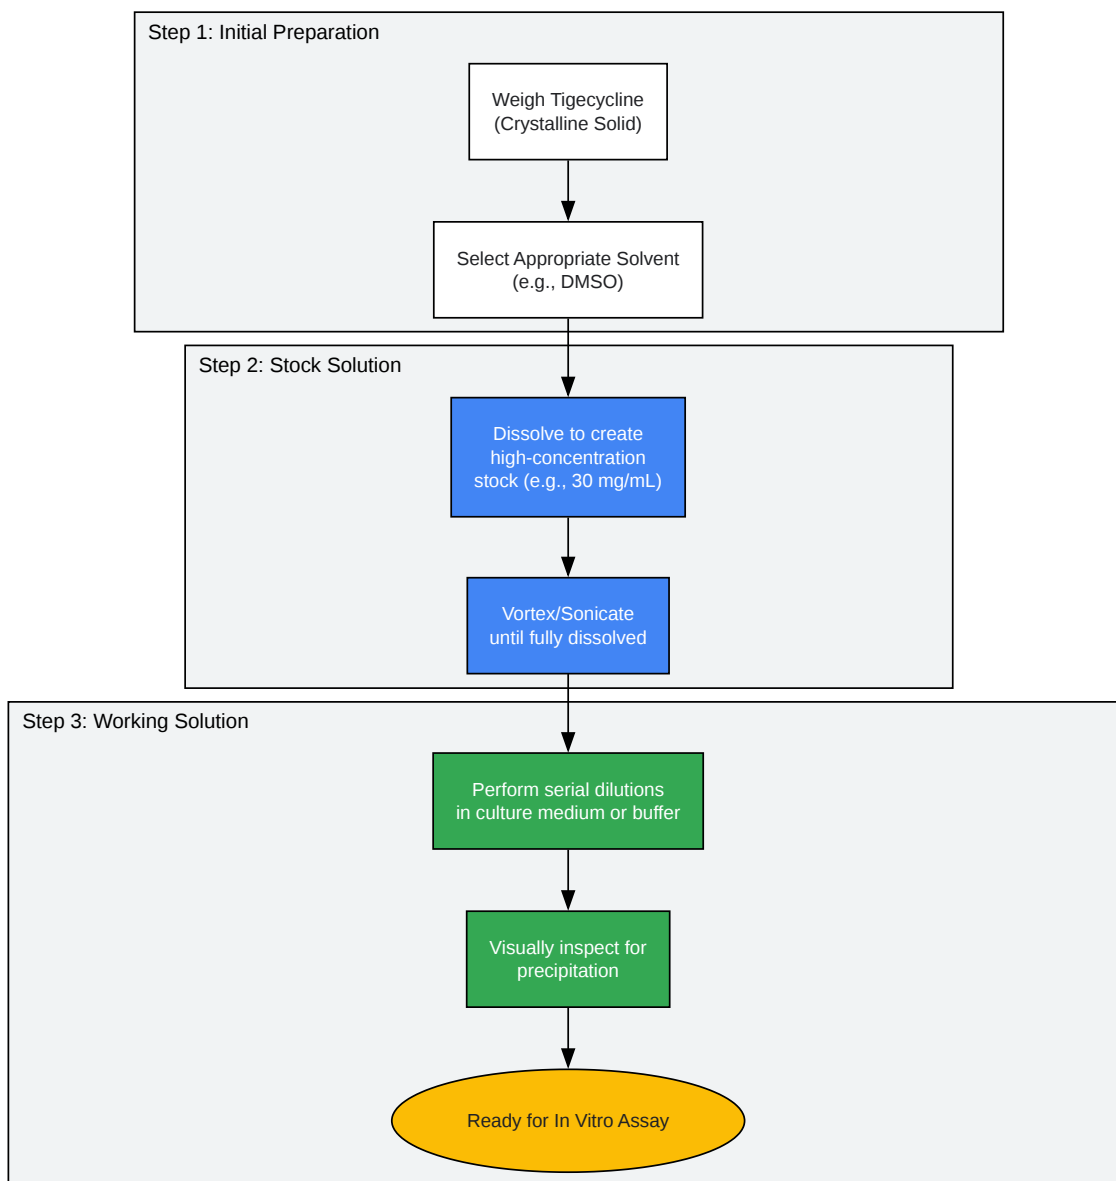 Step 1: Initial Preparation
Weigh Tigecycline
(Crystalline Solid)
Select Appropriate Solvent
(e.g., DMSO)
Step 2: Stock Solution
Dissolve to create
high-concentration
stock (e.g., 30 mg/mL)
Vortex/Sonicate
until fully dissolved
Step 3: Working Solution
Perform serial dilutions
in culture medium or buffer
Visually inspect for
precipitation
Ready for In Vitro Assay